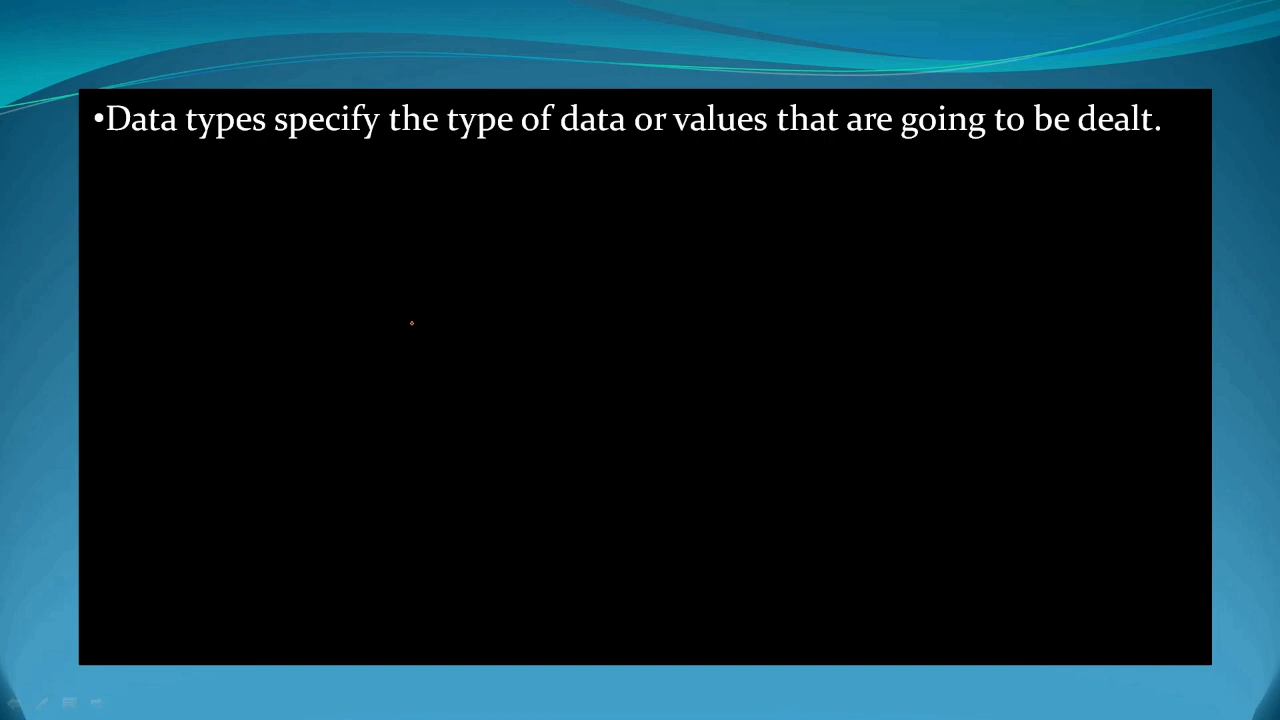 •Data types specify the type of data or values that are going to be dealt.